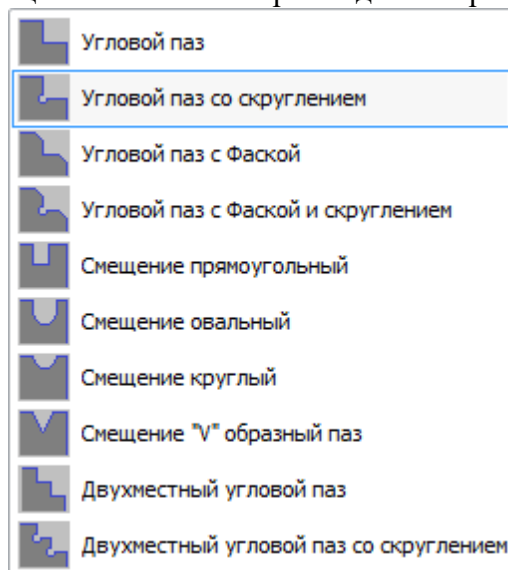 Угловой паз
Угловой паз со скруглением
Угловой паз с Фаской
Угловой паз с Фаской и скруглением
Смещение прямоугольный
Смещение овальный
Смещение круглый
Смещение "V" образный паз
Двухместный угловой паз
Двухместный угловой паз со скруглением